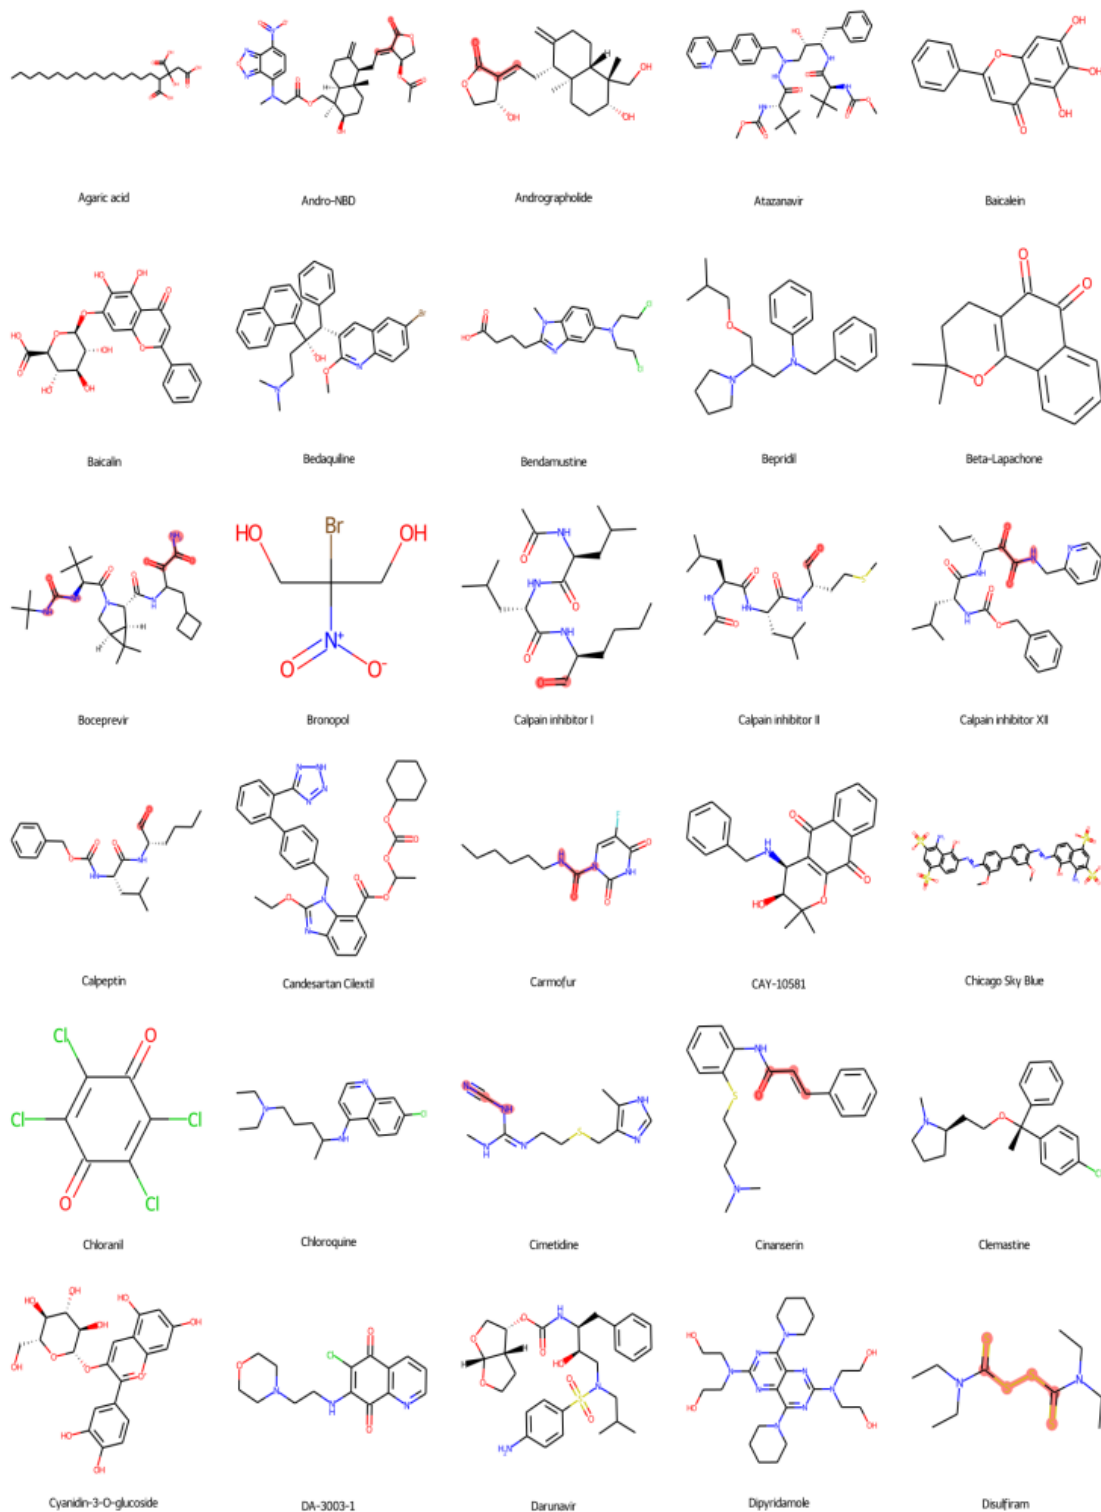 Agaric acid
Andro-NBD
Andrographolide
Atazanavir
Baicalein
Baicalin
Bedaquiline
Bendamustine
Bepridil
Beta-Lapachone
Boceprevir
Bronopol
Calpain inhibitor I
Calpain inhibitor II
Calpain inhibitor XII
Calpeptin
Candesartan Cilextil
Carmofur
CAY-10581
Chicago Sky Blue
Chloranil
Chloroquine
Cimetidine
Cinanserin
Clemastine
Cyanidin-3-O-glucoside
DA-3003-1
Darunavir
Dipyridamole
Disulfiram